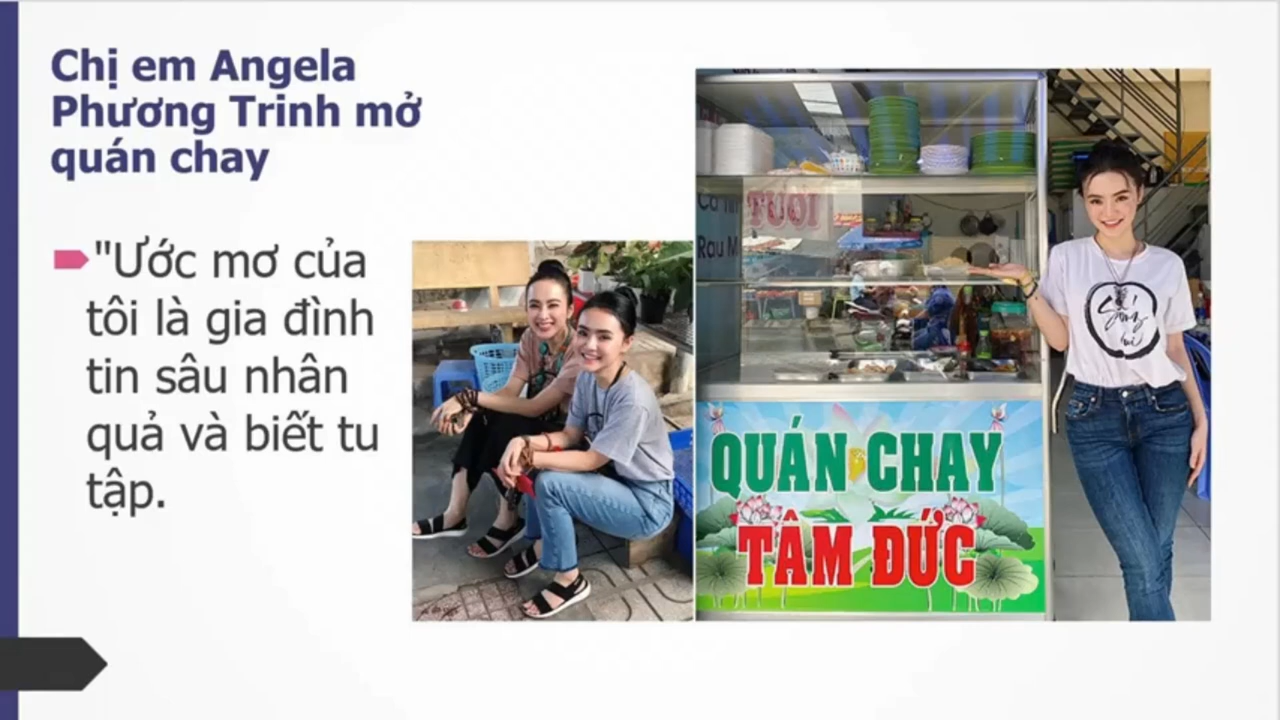 Chị em Angela
Phương Trinh mở
quán chay
"Ước mơ của
tôi là gia đình
tin sâu nhân
quả và biết tu
tập.
Rau M
QUÁN CHAY
TÂM ĐỨC